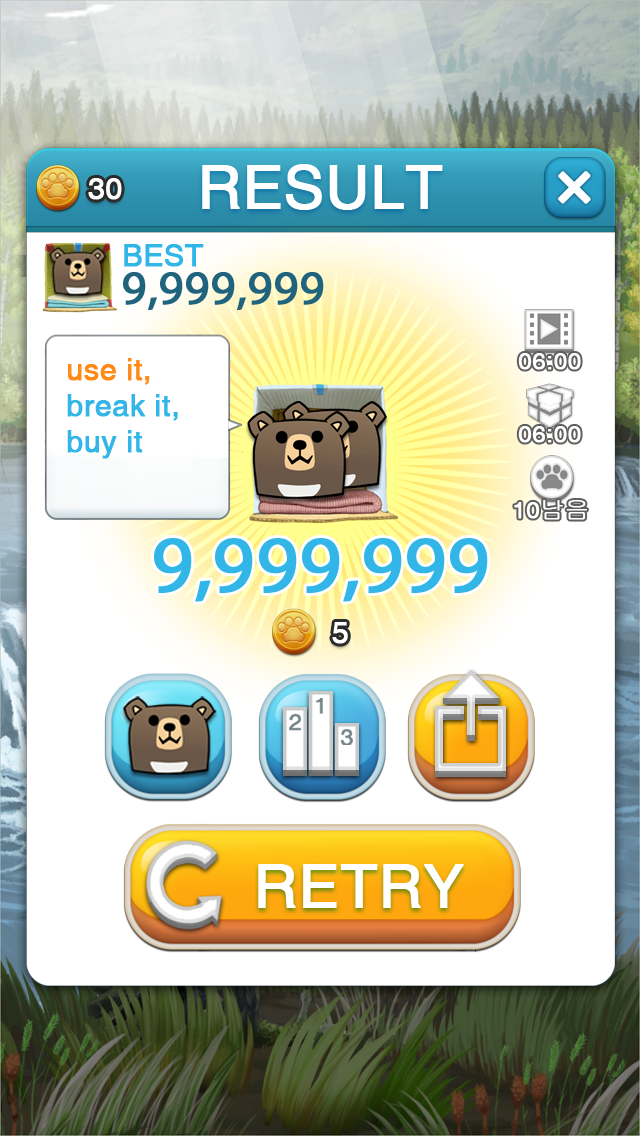 30
RESULT
BEST
9,999,999
use it,
break it,
buy it
06:00
06:00
10남음
9,999,999
5
2
1
3
RETRY